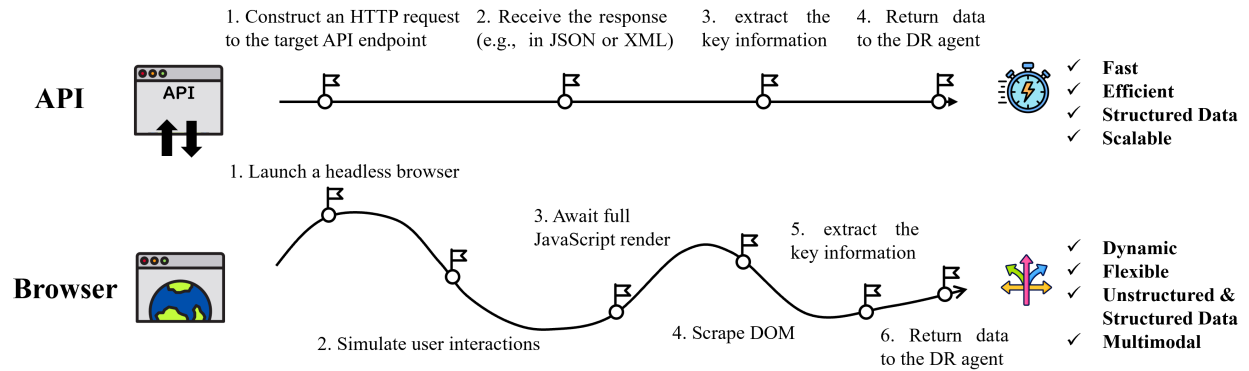 1. Construct an HTTP request
to the target API endpoint
2. Receive the response
(e.g., in JSON or XML)
3. extract the
key information
4. Return data
to the DR agent
API
API
✓ Fast
✓ Efficient
✓ Structured Data
✓ Scalable
1. Launch a headless browser
3. Await full
JavaScript render
5. extract the
key information
Browser
2. Simulate user interactions
4. Scrape DOM
6. Return data
to the DR agent
✓ Dynamic
✓ Flexible
✓ Unstructured &
Structured Data
✓ Multimodal